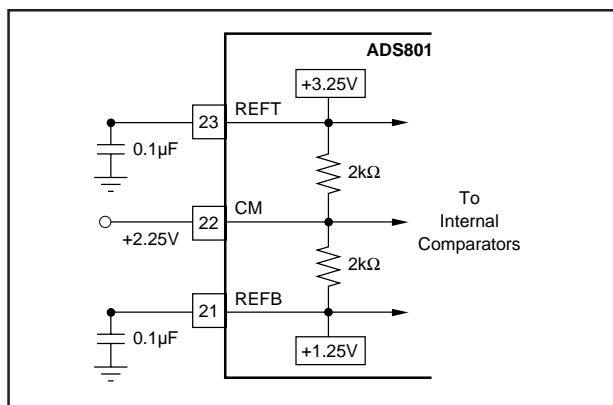 ADS801
+3.25V
REFT
23
0.1µF
2kΩ
CM
22
+2.25V
To
Internal
Comparators
2kΩ
REFB
21
0.1µF
+1.25V